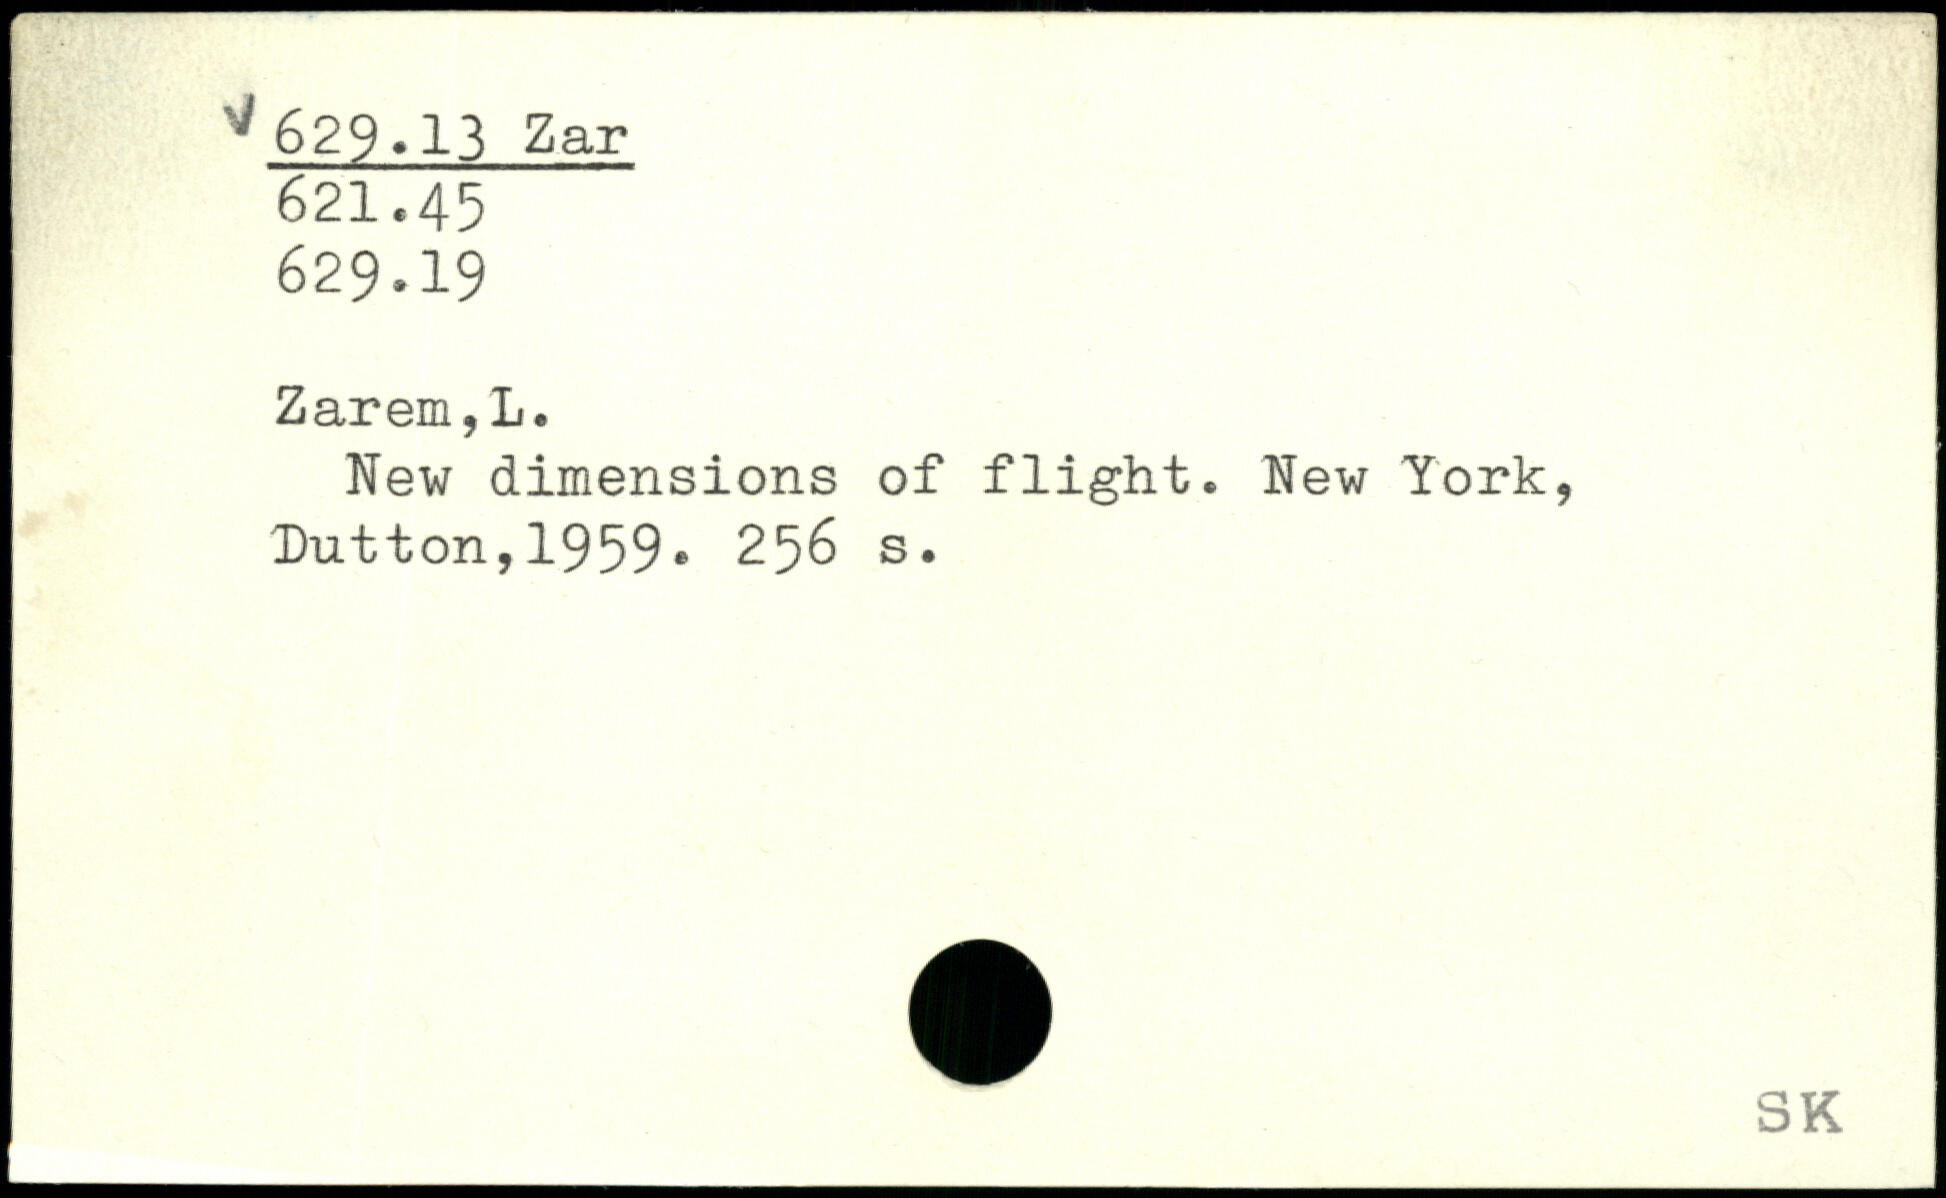 v 629.13 Zar
621.45
629.19
Zarem,L.
New dimensions of flight. New York,
Dutton,1959. 256 s.
SK